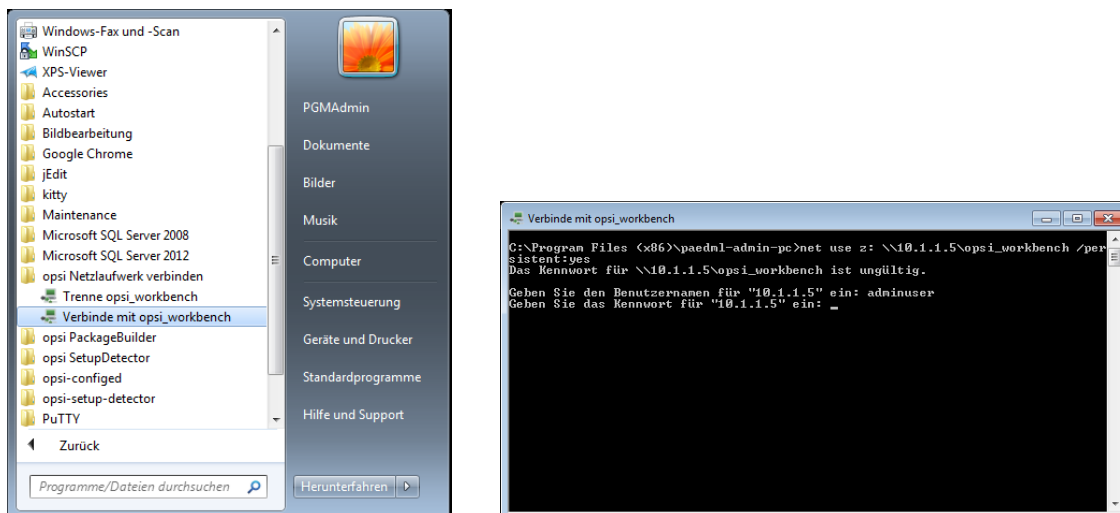 Windows-Fax und -Scan
WinSCP
XPS-Viewer
Accessories
Autostart
Bildbearbeitung
Google Chrome
jEdit
kitty
Maintenance
Microsoft SQL Server 2008
Microsoft SQL Server 2012
opsi Netzlaufwerk verbinden
Trenne opsi_workbench
Verbinde mit opsi_workbench
opsi PackageBuilder
opsi SetupDetector
opsi-configed
opsi-setup-detector
PuTTY
Zurück
Programme/Dateien durchsuchen
PGMAdmin
Dokumente
Bilder
Musik
Computer
Systemsteuerung
Geräte und Drucker
Standardprogramme
Hilfe und Support
Herunterfahren
Verbinde mit opsi_workbench
C:\Program Files (x86)\paedml-admin-pc>net use z: \\10.1.1.5\opsi_workbench /per
sistent:yes
Das Kennwort für \\10.1.1.5\opsi_workbench ist ungültig.
Geben Sie den Benutzernamen für "10.1.1.5" ein: adminuser
Geben Sie das Kennwort für "10.1.1.5" ein: _